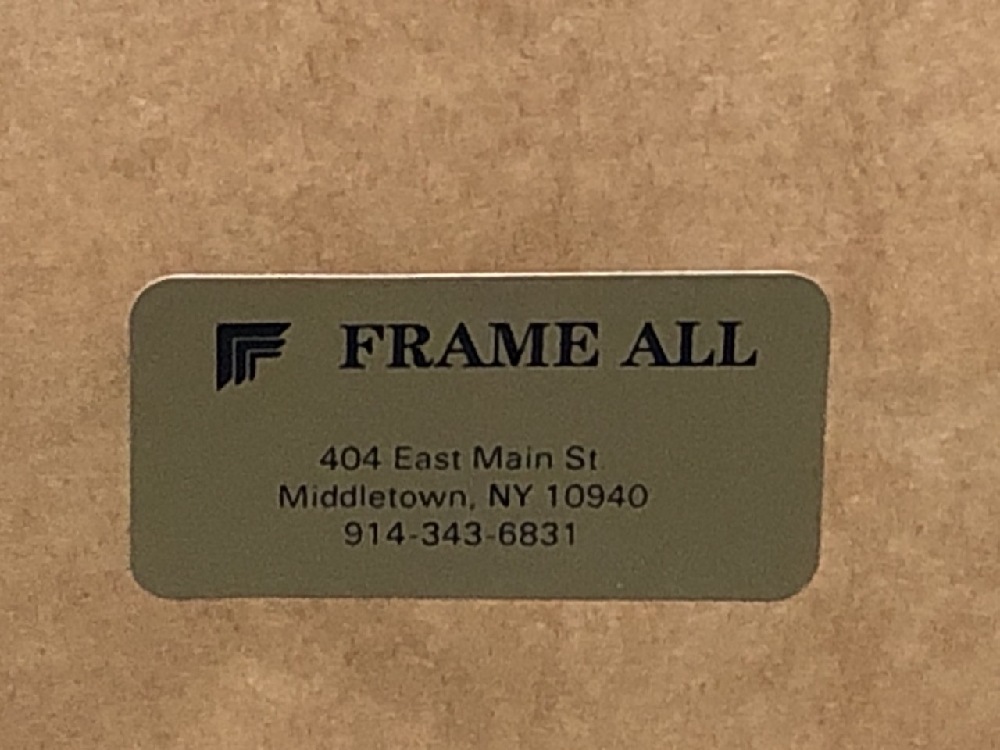 FRAME ALL
404 East Main St.
Middletown, NY 10940
914-343-6831